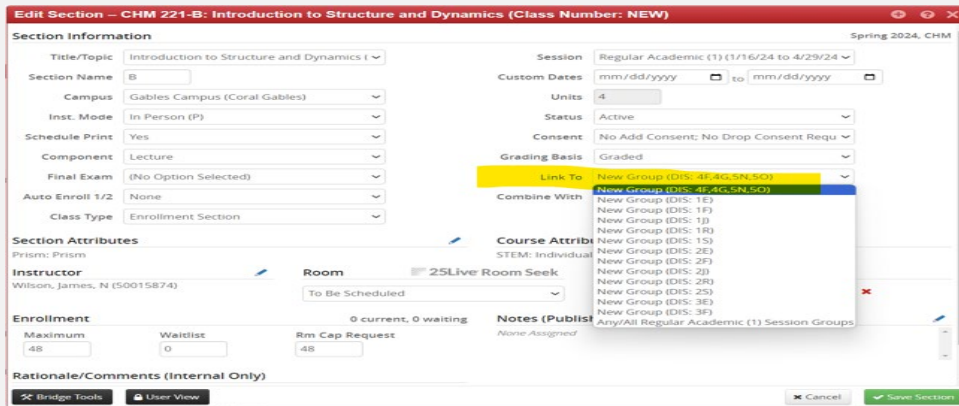 Edit Section – CHM 221-B: Introduction to Structure and Dynamics (Class Number: NEW)
Section Information
Spring 2024, CHM
Title/Topic Introduction to Structure and Dynamics (
Session Regular Academic (1) (1/16/24 to 4/29/24
Section Name B
Custom Dates mm/dd/yyyy to mm/dd/yyyy
Campus Gables Campus (Coral Gables)
Units 4
Inst. Mode In Person (P)
Status Active
Schedule Print Yes
Consent No Add Consent; No Drop Consent Requ
Component Lecture
Grading Basis Graded
Final Exam (No Option Selected)
Link To New Group (DIS: 4F,4G,5N,5O)
Auto Enroll 1/2 None
Combine With
New Group (DIS: 4F,4G,5N,5O)
New Group (DIS: 1E)
New Group (DIS: 1F)
New Group (DIS: 1J)
New Group (DIS: 1R)
New Group (DIS: 1S)
New Group (DIS: 2E)
New Group (DIS: 2F)
New Group (DIS: 2J)
New Group (DIS: 2R)
New Group (DIS: 2S)
New Group (DIS: 3E)
New Group (DIS: 3F)
Any/All Regular Academic (1) Session Groups
Class Type Enrollment Section
Section Attributes
Prism: Prism
Course Attrib
STEM: Individual
Instructor
Wilson, James, N (50015874)
Room 25Live Room Seek
To Be Scheduled
Enrollment 0 current, 0 waiting
Notes (Publish
None Assigned
Maximum Waitlist Rm Cap Request
48 0 48
Rationale/Comments (Internal Only)
Bridge Tools User View Cancel Save Section